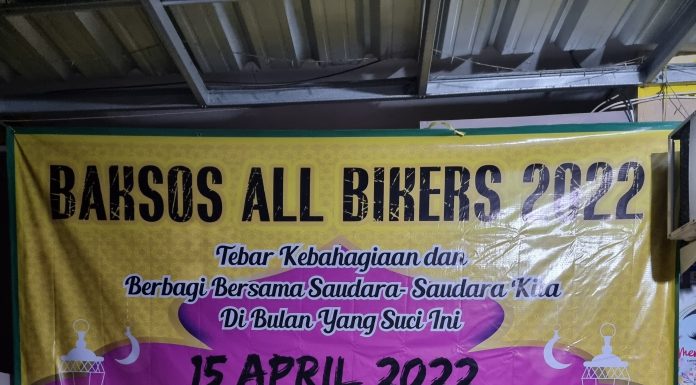 BAKSOS ALL BIKERS 2022
Tebar Kebahagiaan dan
Berbagi Bersama Saudara- Saudara Kita
Di Bulan Yang Suci Ini
15 APRIL 2022